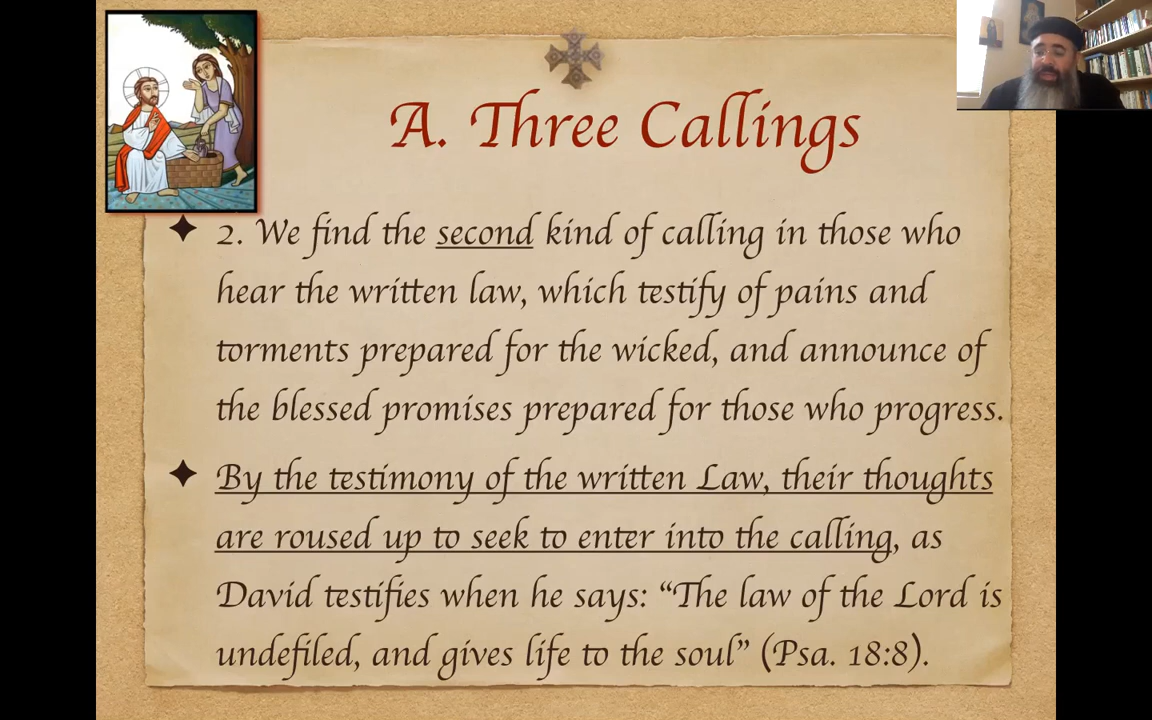 A. Three Callings
2. We find the second kind of calling in those who
hear the written law, which testify of pains and
torments prepared for the wicked, and announce of
the blessed promises prepared for those who progress.
By the testimony of the written Law, their thoughts
are roused up to seek to enter into the calling, as
David testifies when he says: “The law of the Lord is
undefiled, and gives life to the soul” (Psa. 18:8).